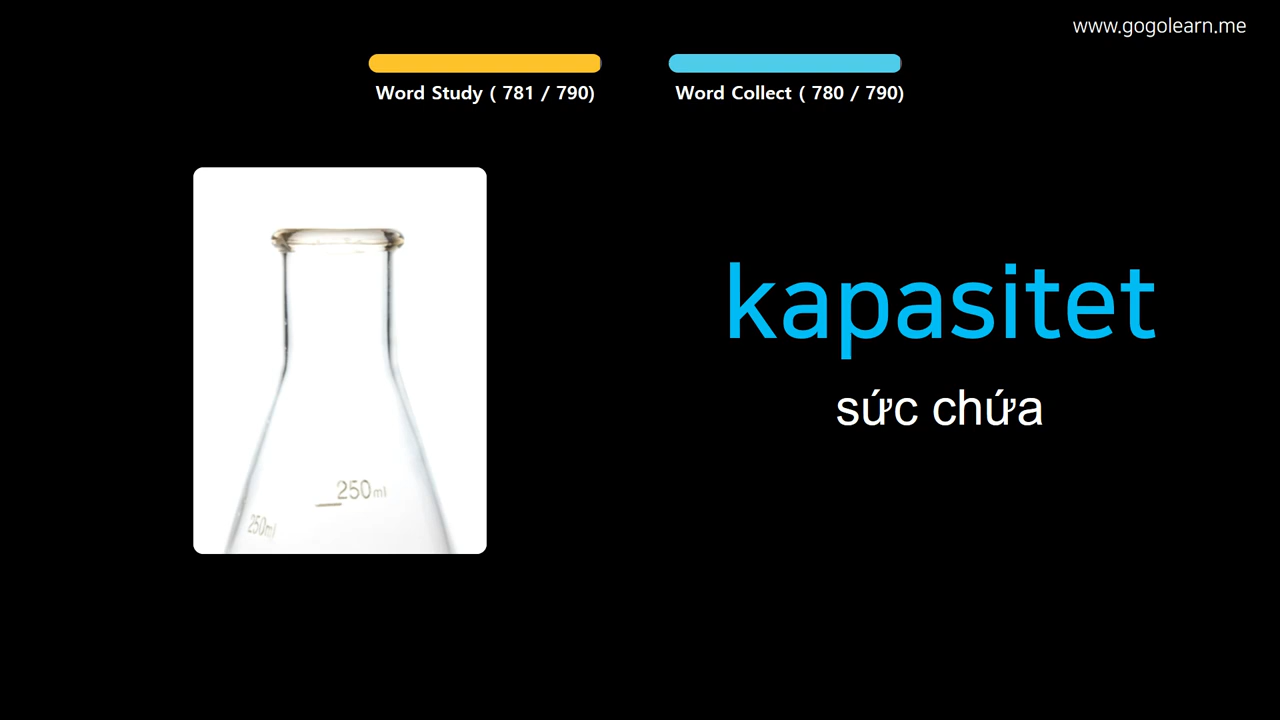 www.gogolearn.me
Word Study ( 781 / 790)
Word Collect ( 780 / 790)
kapasitet
sức chứa
250ml
250ml